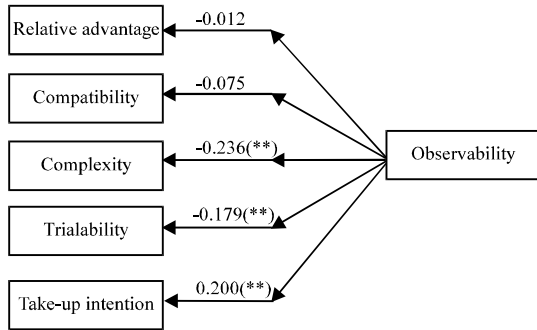 Relative advantage
-0.012
Compatibility
-0.075
Complexity
-0.236(**)
Observability
Trialability
-0.179(**)
Take-up intention
0.200(**)